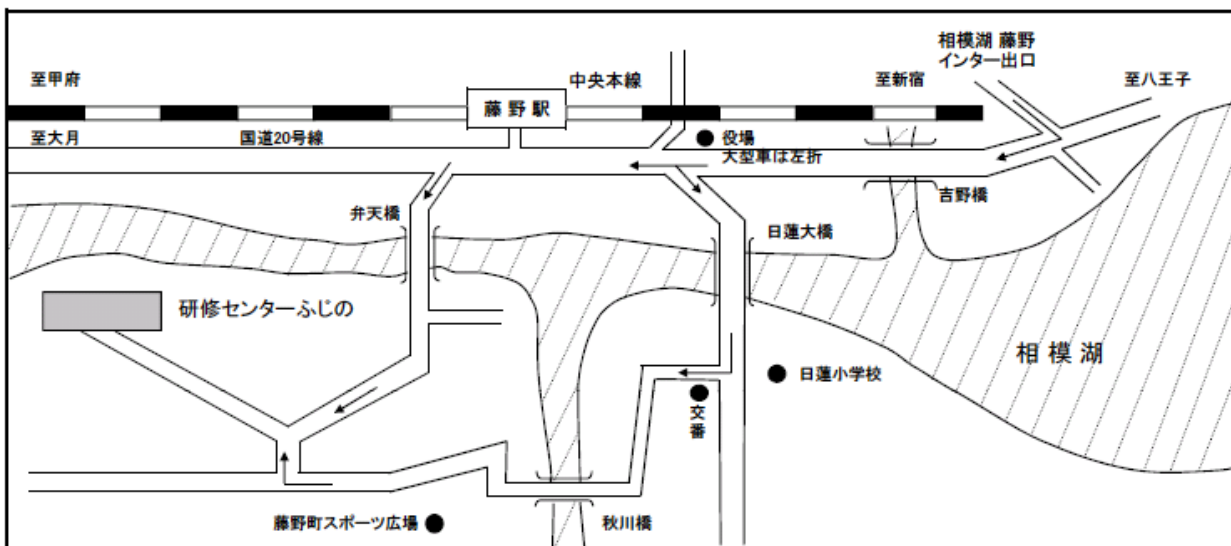 相模湖 藤野
インター出口
至甲府
中央本線
至新宿
至八王子
藤野駅
至大月
国道20号線
役場
大型車は左折
吉野橋
弁天橋
日蓮大橋
研修センターふじの
相模湖
日蓮小学校
交番
藤野町スポーツ広場
秋川橋